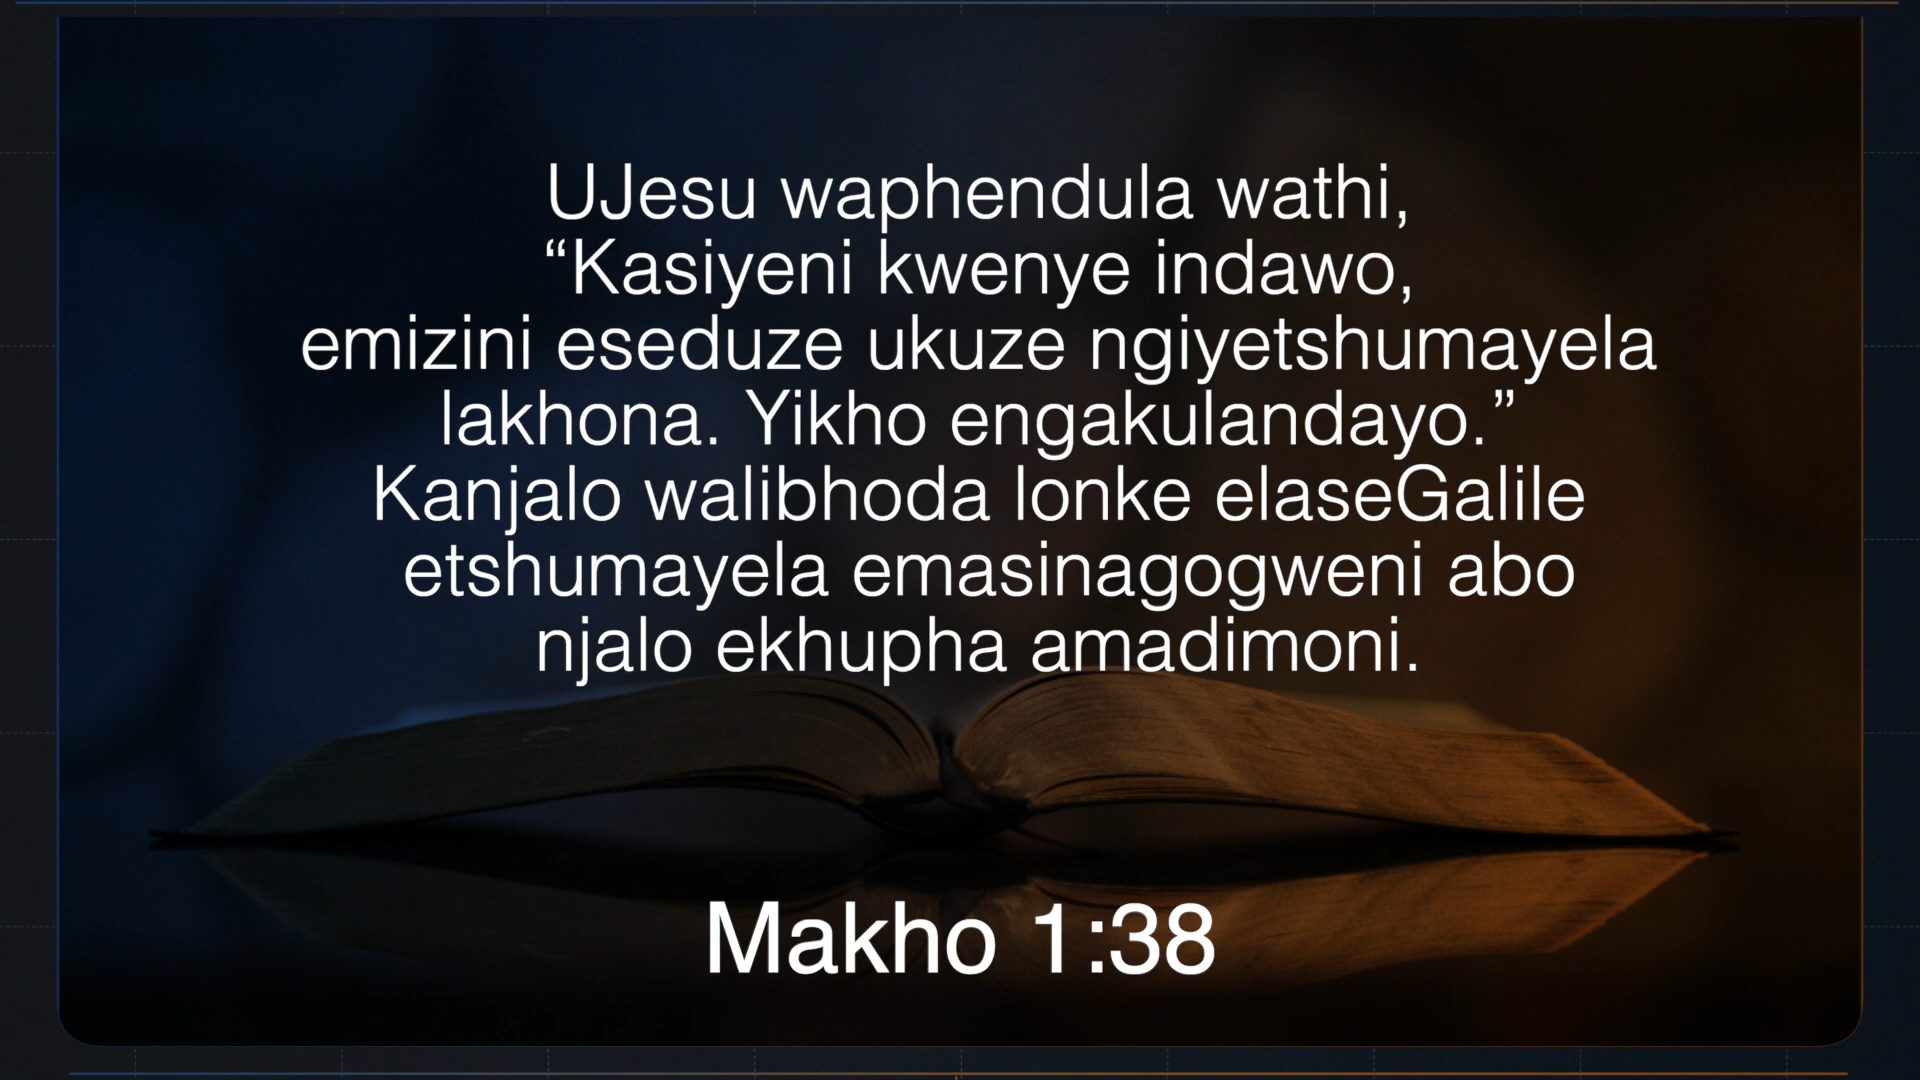 UJesu waphendula wathi,
“Kasiyeni kwenye indawo,
emizini eseduze ukuze ngiyetshumayela
lakhona. Yikho engakulandayo.”
Kanjalo walibhoda lonke elaseGalile
etshumayela emasinagogweni abo
njalo ekhupha amadimoni.
Makho 1:38